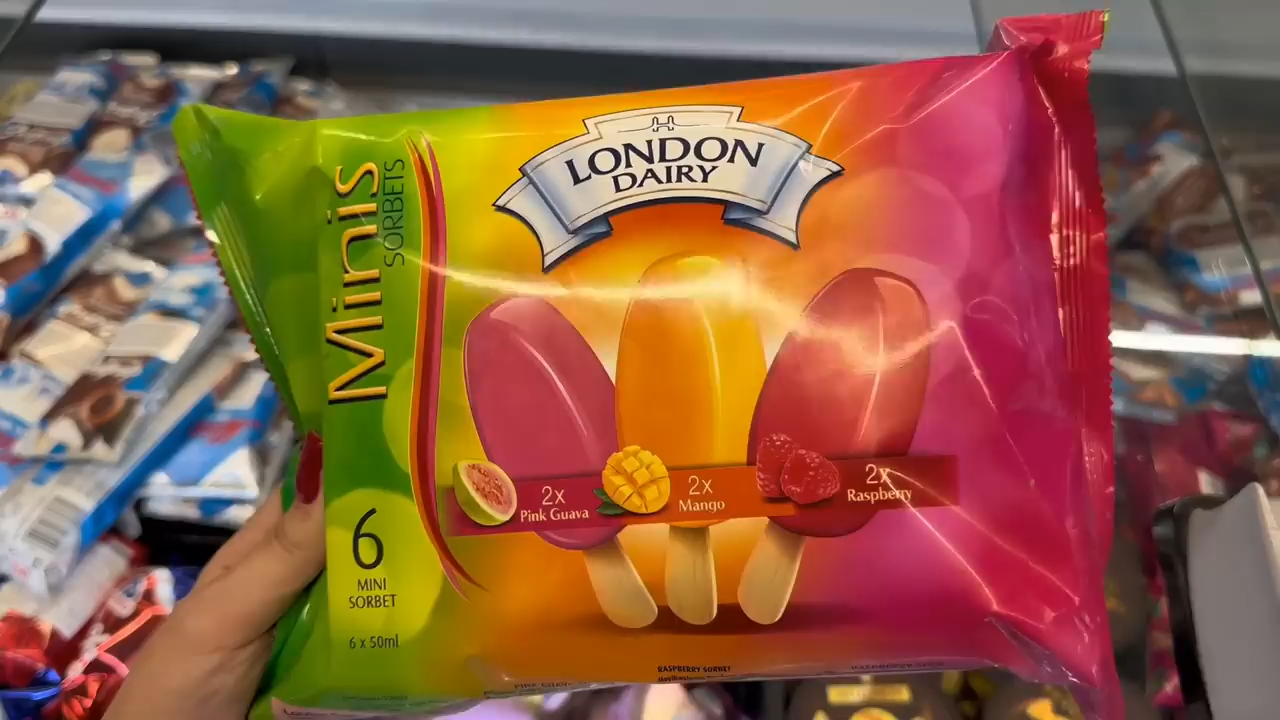 LONDON
DAIRY
Minis
SORBETS
2x
Pink Guava
2x
Mango
2x
Raspberry
6
MINI
SORBET
6 x 50ml
RASPBERRY SORBET